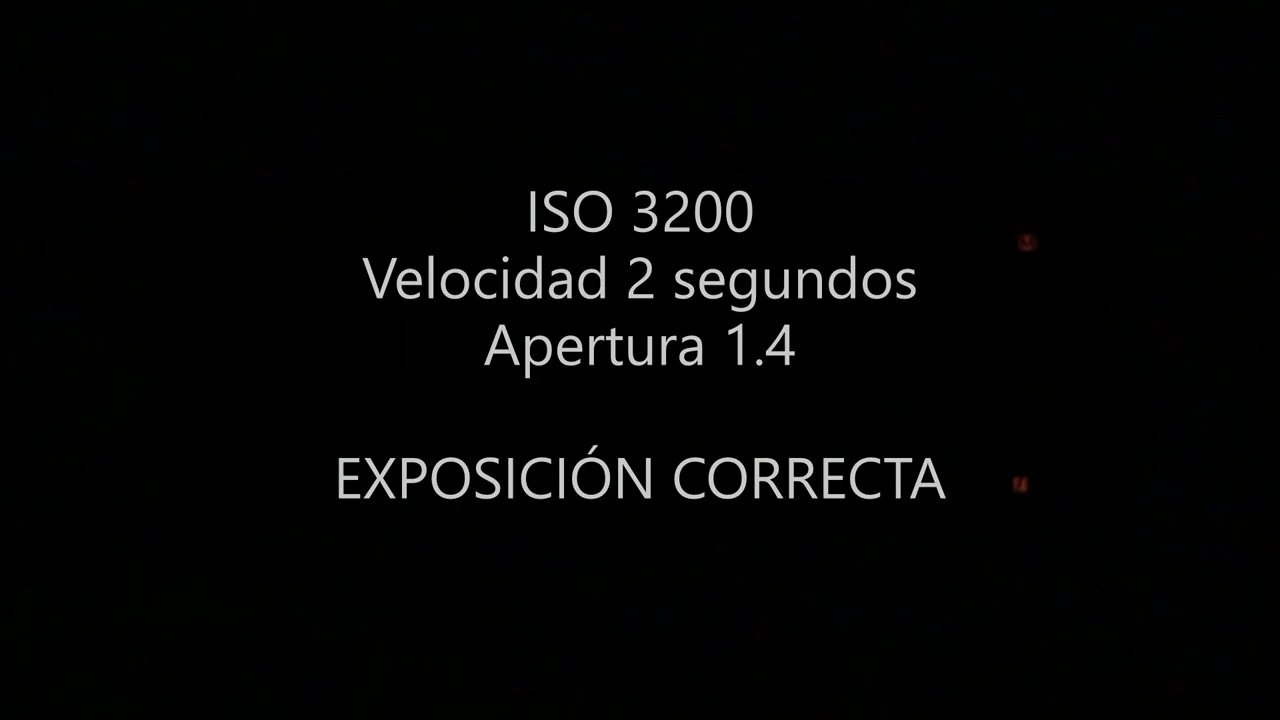 ISO 3200
Velocidad 2 segundos
Apertura 1.4
EXPOSICIÓN CORRECTA